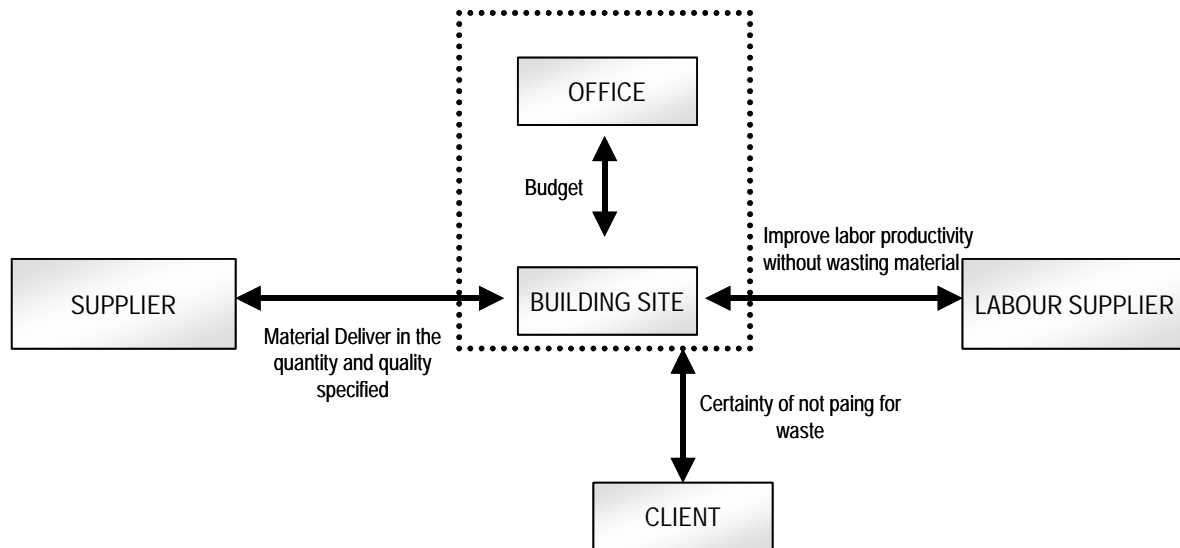 OFFICE
Budget
Improve labor productivity
without wasting material
SUPPLIER
BUILDING SITE
LABOUR SUPPLIER
Material Deliver in the
quantity and quality
specified
Certainty of not paing for
waste
CLIENT